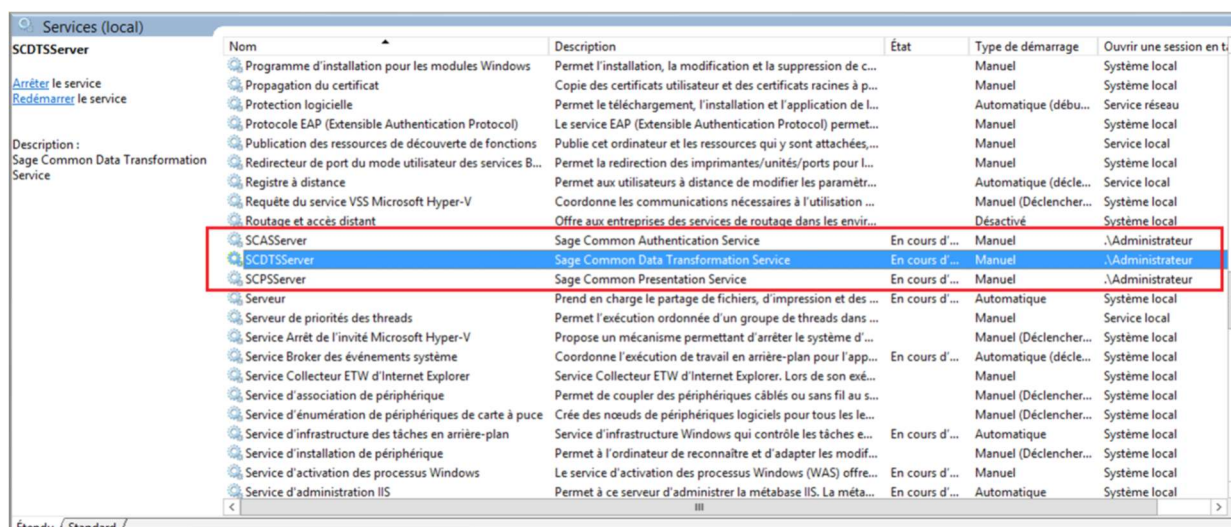 Services (local)
SCDTSServer
Arrêter le service
Redémarrer le service
Description :
Sage Common Data Transformation
Service
Nom Description État Type de démarrage Ouvrir une session en ta
Programme d'installation pour les modules Windows Permet l'installation, la modification et la suppression de c... Manuel Système local
Propagation du certificat Copie des certificats utilisateur et des certificats racines à p... Manuel Système local
Protection logicielle Permet le téléchargement, l'installation et l'application de l... Automatique (débu... Service réseau
Protocole EAP (Extensible Authentication Protocol) Le service EAP (Extensible Authentication Protocol) permet... Manuel Système local
Publication des ressources de découverte de fonctions Publie cet ordinateur et les ressources qui y sont attachées,... Manuel Service local
Redirecteur de port du mode utilisateur des services B... Permet la redirection des imprimantes/unités/ports pour l... Manuel Système local
Registre à distance Permet aux utilisateurs à distance de modifier les paramètr... Automatique (décle... Service local
Requête du service VSS Microsoft Hyper-V Coordonne les communications nécessaires à l'utilisation ... Manuel (Déclencher... Système local
Routage et accès distant Offre aux entreprises des services de routage dans les envir... Désactivé Système local
SCASServer Sage Common Authentication Service En cours d'... Manuel .\Administrateur
SCDTSServer Sage Common Data Transformation Service En cours d'... Manuel .\Administrateur
SCPSServer Sage Common Presentation Service En cours d'... Manuel .\Administrateur
Serveur Prend en charge le partage de fichiers, d'impression et des ... En cours d'... Automatique Système local
Serveur de priorités des threads Permet l'exécution ordonnée d'un groupe de threads dans ... Manuel Service local
Service Arrêt de l'invité Microsoft Hyper-V Propose un mécanisme permettant d'arrêter le système d'... Manuel (Déclencher... Système local
Service Broker des événements système Coordonne l'exécution de travail en arrière-plan pour l'app... En cours d'... Automatique (décle... Système local
Service Collecteur ETW d'Internet Explorer Service Collecteur ETW d'Internet Explorer. Lors de son exé... Manuel Système local
Service d'association de périphérique Permet de coupler des périphériques câblés ou sans fil au s... Manuel (Déclencher... Système local
Service d'énumération de périphériques de carte à puce Crée des nœuds de périphériques logiciels pour tous les le... Manuel (Déclencher... Système local
Service d'infrastructure des tâches en arrière-plan Service d'infrastructure Windows qui contrôle les tâches e... En cours d'... Automatique Système local
Service d'installation de périphérique Permet à l'ordinateur de reconnaître et d'adapter les modif... Manuel (Déclencher... Système local
Service d'activation des processus Windows Le service d'activation des processus Windows (WAS) offre... En cours d'... Manuel Système local
Service d'administration IIS Permet à ce serveur d'administrer la métabase IIS. La méta... En cours d'... Automatique Système local
Étendu Standard